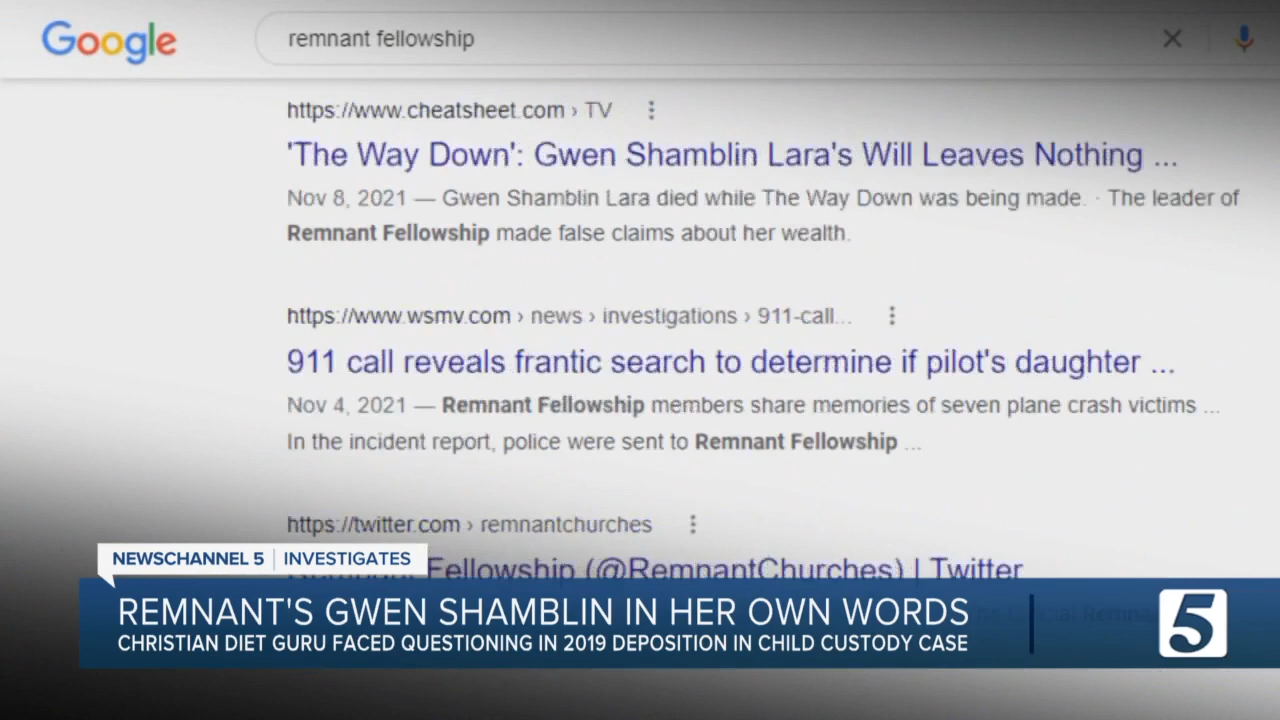 Google
remnant fellowship
https://www.cheatsheet.com › TV
'The Way Down': Gwen Shamblin Lara's Will Leaves Nothing ...
Nov 8, 2021 — Gwen Shamblin Lara died while The Way Down was being made. · The leader of
Remnant Fellowship made false claims about her wealth.
https://www.wsmv.com › news › investigations › 911-call...
911 call reveals frantic search to determine if pilot's daughter ...
Nov 4, 2021 — Remnant Fellowship members share memories of seven plane crash victims ...
In the incident report, police were sent to Remnant Fellowship ...
https://twitter.com › remnantchurches
Fellowship (@RemnantChurches) | Twitter
NEWSCHANNEL 5 | INVESTIGATES
REMNANT'S GWEN SHAMBLIN IN HER OWN WORDS
CHRISTIAN DIET GURU FACED QUESTIONING IN 2019 DEPOSITION IN CHILD CUSTODY CASE
5